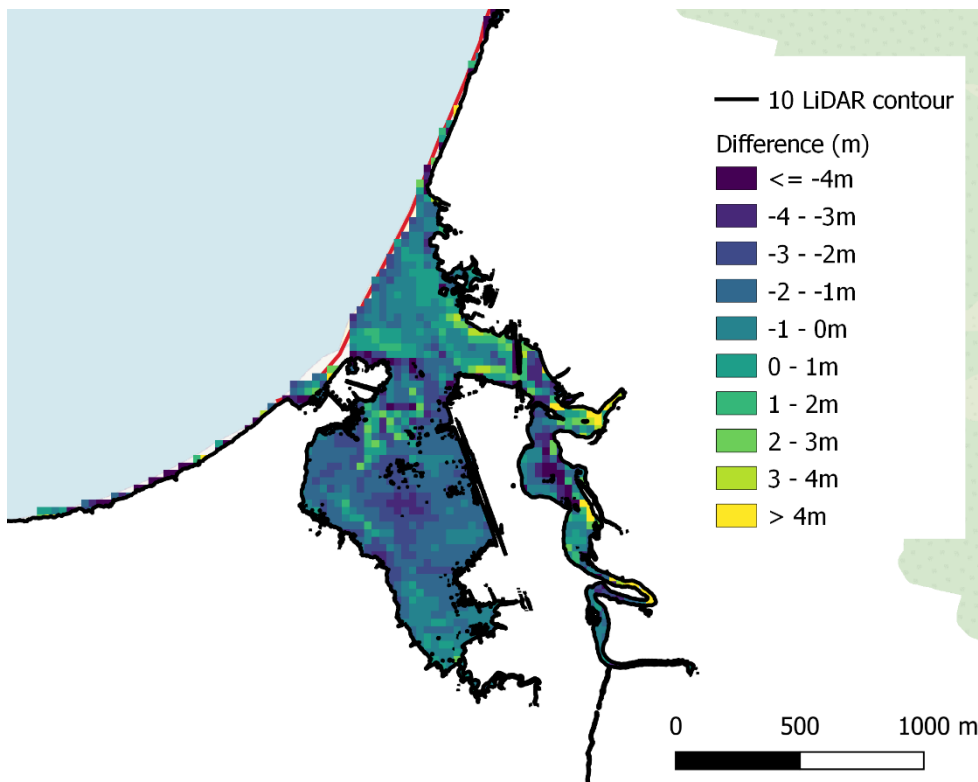 10 LiDAR contour
Difference (m)
<= -4m
-4 - -3m
-3 - -2m
-2 - -1m
-1 - 0m
0 - 1m
1 - 2m
2 - 3m
3 - 4m
> 4m
0 500 1000 m